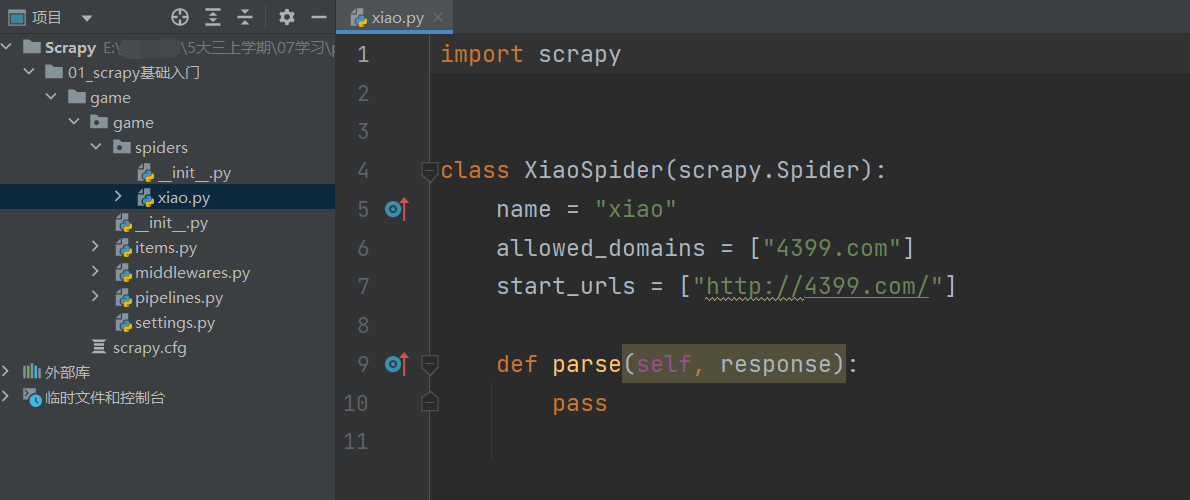 项目
xiao.py
Scrapy E:\ \5大三上学期\07学习\p
01_scrapy基础入门
game
game
spiders
__init__.py
xiao.py
__init__.py
items.py
middlewares.py
pipelines.py
settings.py
scrapy.cfg
外部库
临时文件和控制台
1 import scrapy
2
3
4 class XiaoSpider(scrapy.Spider):
5 name = "xiao"
6 allowed_domains = ["4399.com"]
7 start_urls = ["http://4399.com/"]
8
9 def parse(self, response):
10 pass
11